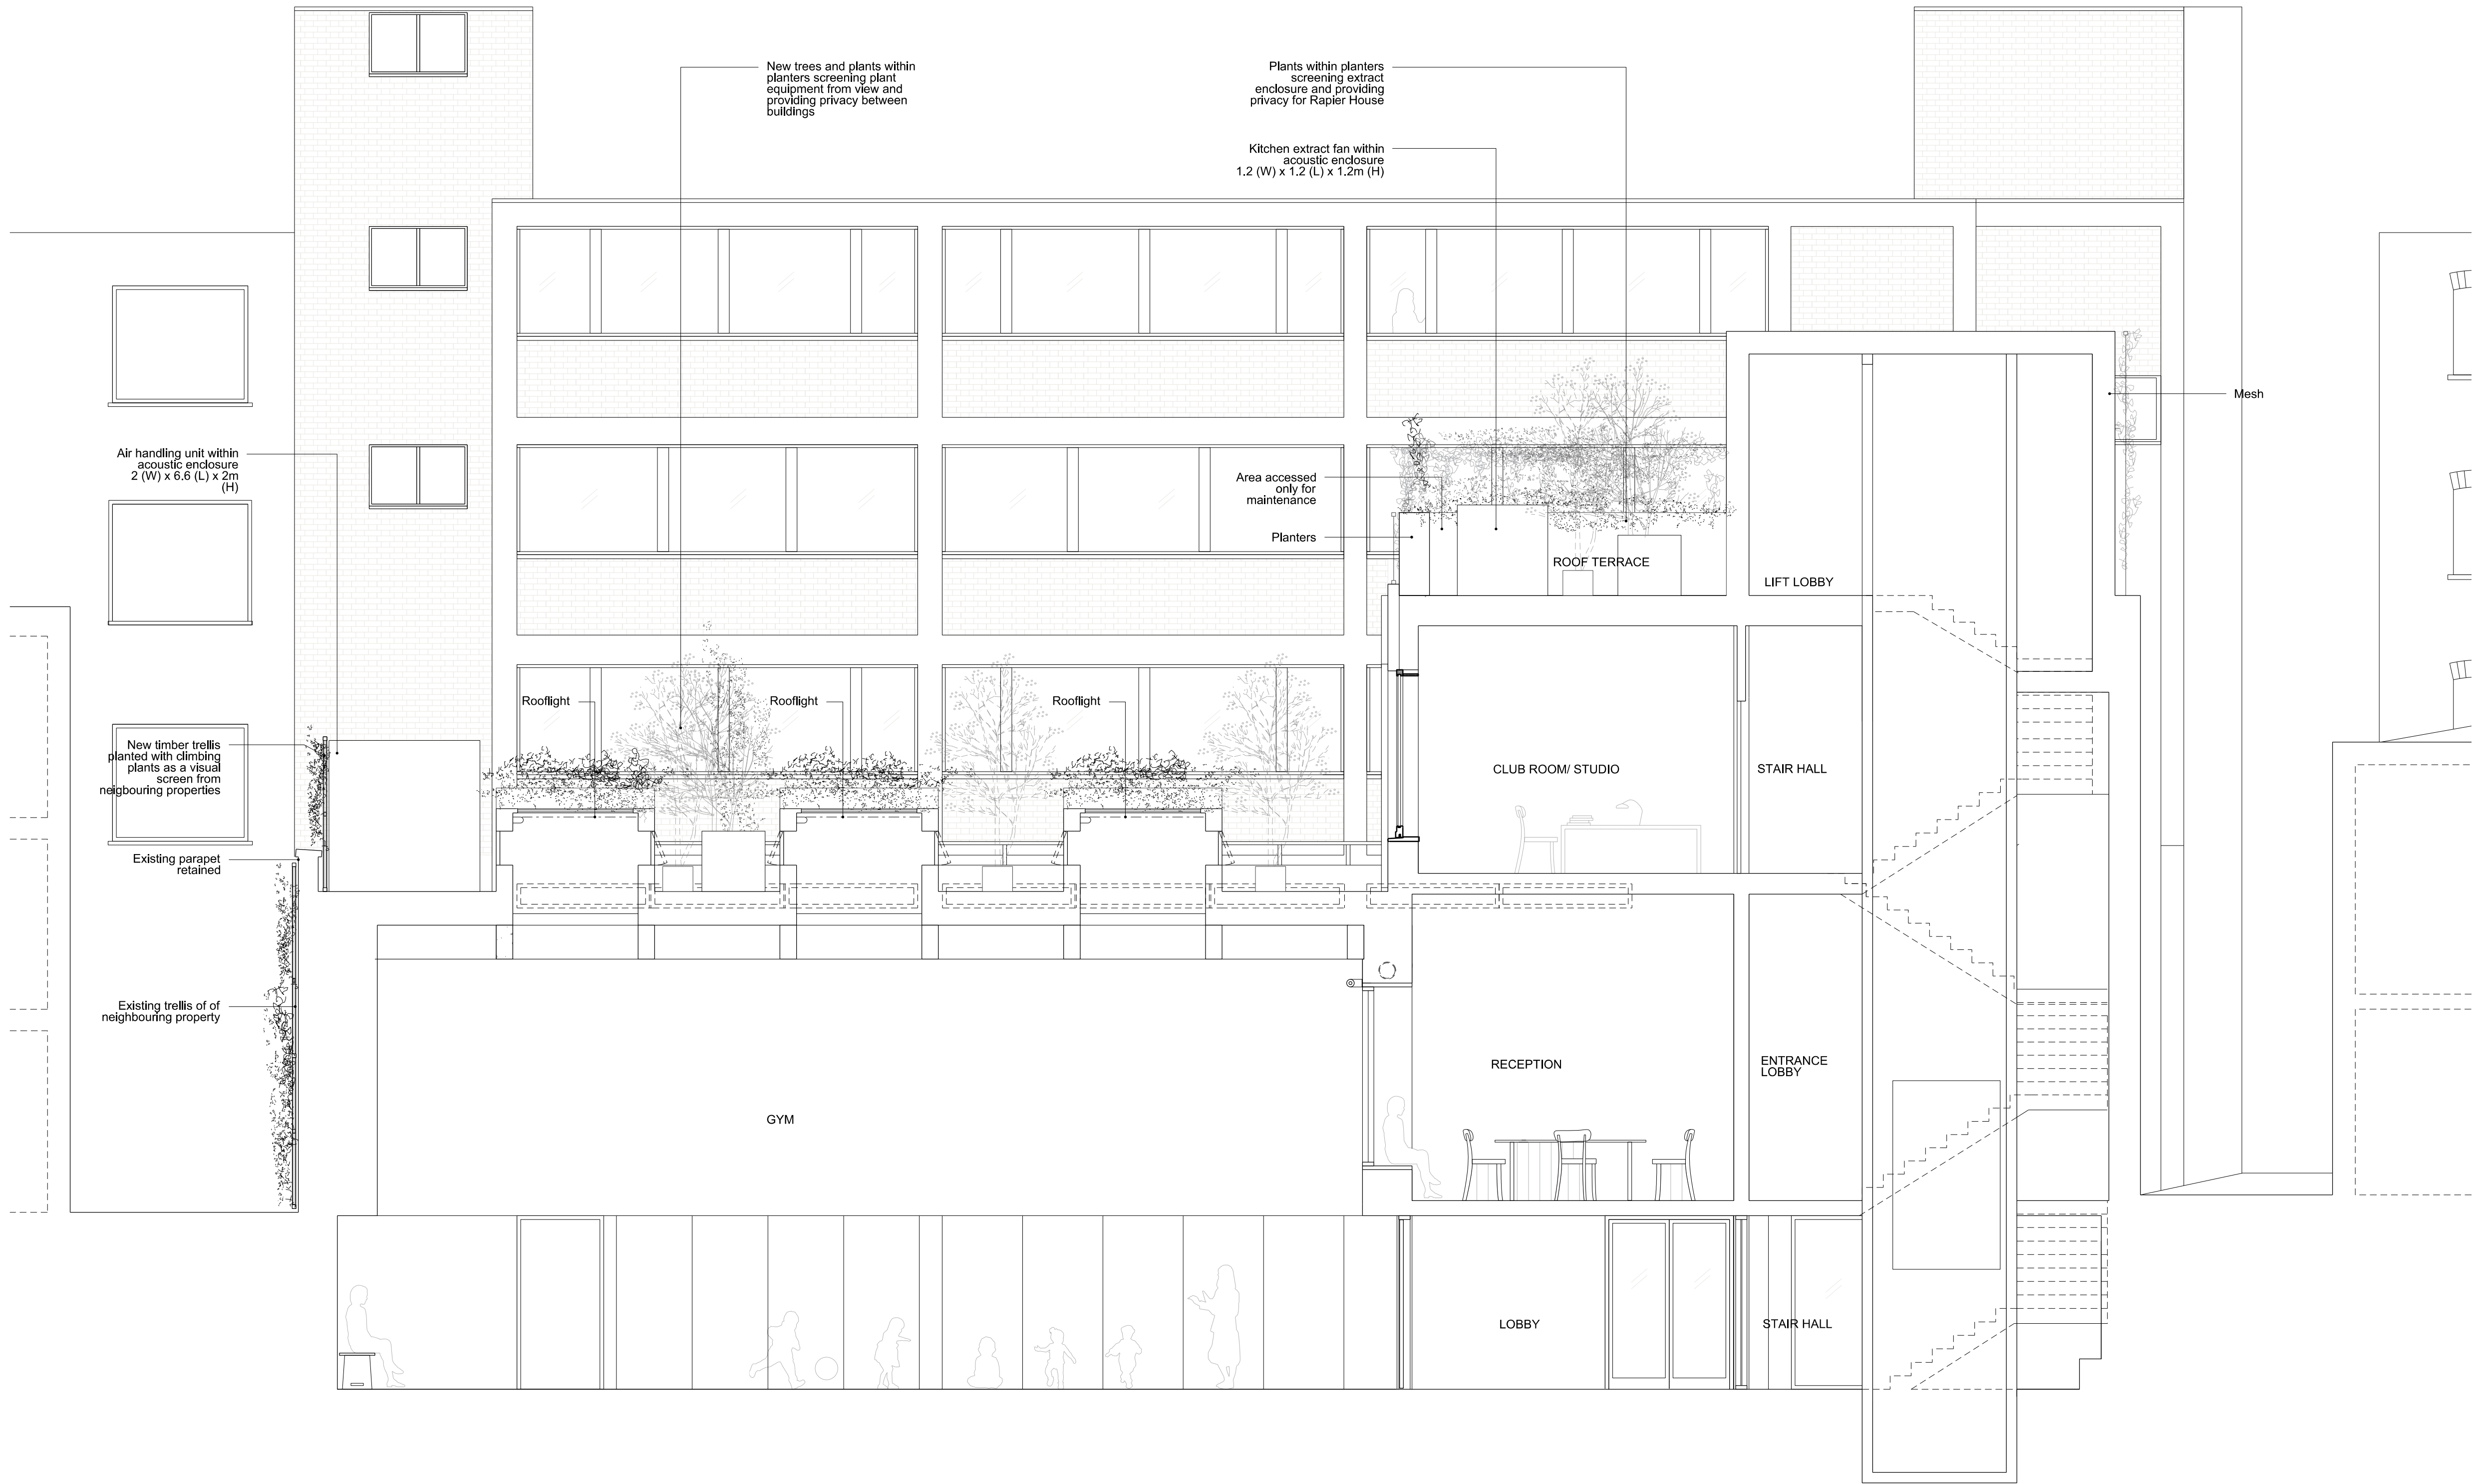 New trees and plants within
planters screening plant
equipment from view and
providing privacy between
buildings
Plants within planters
screening extract
enclosure and providing
privacy for Rapier House
Kitchen extract fan within
acoustic enclosure
1.2 (W) x 1.2 (L) x 1.2m (H)
Mesh
Air handling unit within
acoustic enclosure
2 (W) x 6.6 (L) x 2m
(H)
Area accessed
only for
maintenance
Planters
ROOF TERRACE
LIFT LOBBY
Rooflight
Rooflight
Rooflight
New timber trellis
planted with climbing
plants as a visual
screen from
neigbouring properties
CLUB ROOM/ STUDIO
STAIR HALL
Existing parapet
retained
Existing trellis of of
neighbouring property
RECEPTION
ENTRANCE
LOBBY
GYM
LOBBY
STAIR HALL